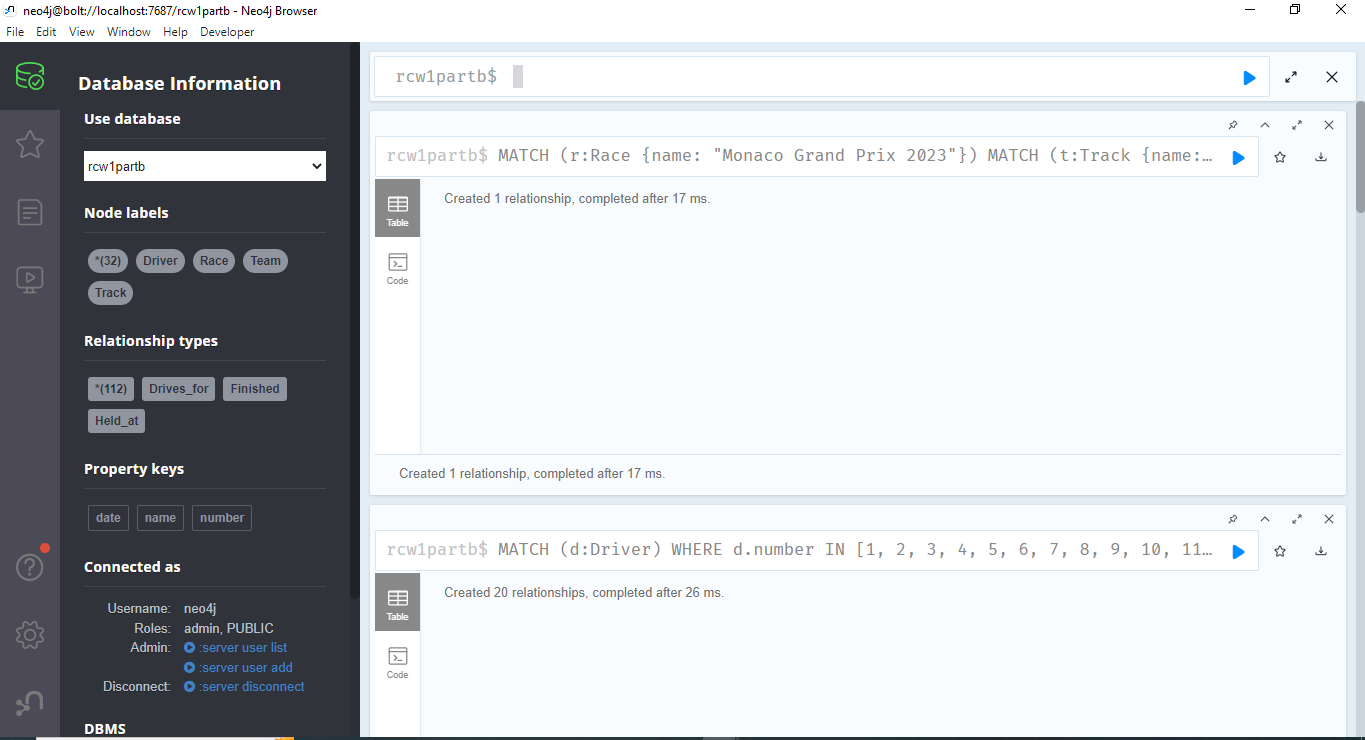 neo4j@bolt://localhost:7687/rcw1partb - Neo4j Browser
File Edit View Window Help Developer
Database Information
Use database
rcw1partb
Node labels
*(32) Driver Race Team
Track
Relationship types
*(112) Drives_for Finished
Held_at
Property keys
date name number
Connected as
Username: neo4j
Roles: admin, PUBLIC
Admin: :server user list
:server user add
Disconnect: :server disconnect
DBMS
rcw1partb$
rcw1partb$ MATCH (r:Race {name: "Monaco Grand Prix 2023"}) MATCH (t:Track {name:…
Table
Created 1 relationship, completed after 17 ms.
Code
Created 1 relationship, completed after 17 ms.
rcw1partb$ MATCH (d:Driver) WHERE d.number IN [1, 2, 3, 4, 5, 6, 7, 8, 9, 10, 11…
Table
Created 20 relationships, completed after 26 ms.
Code